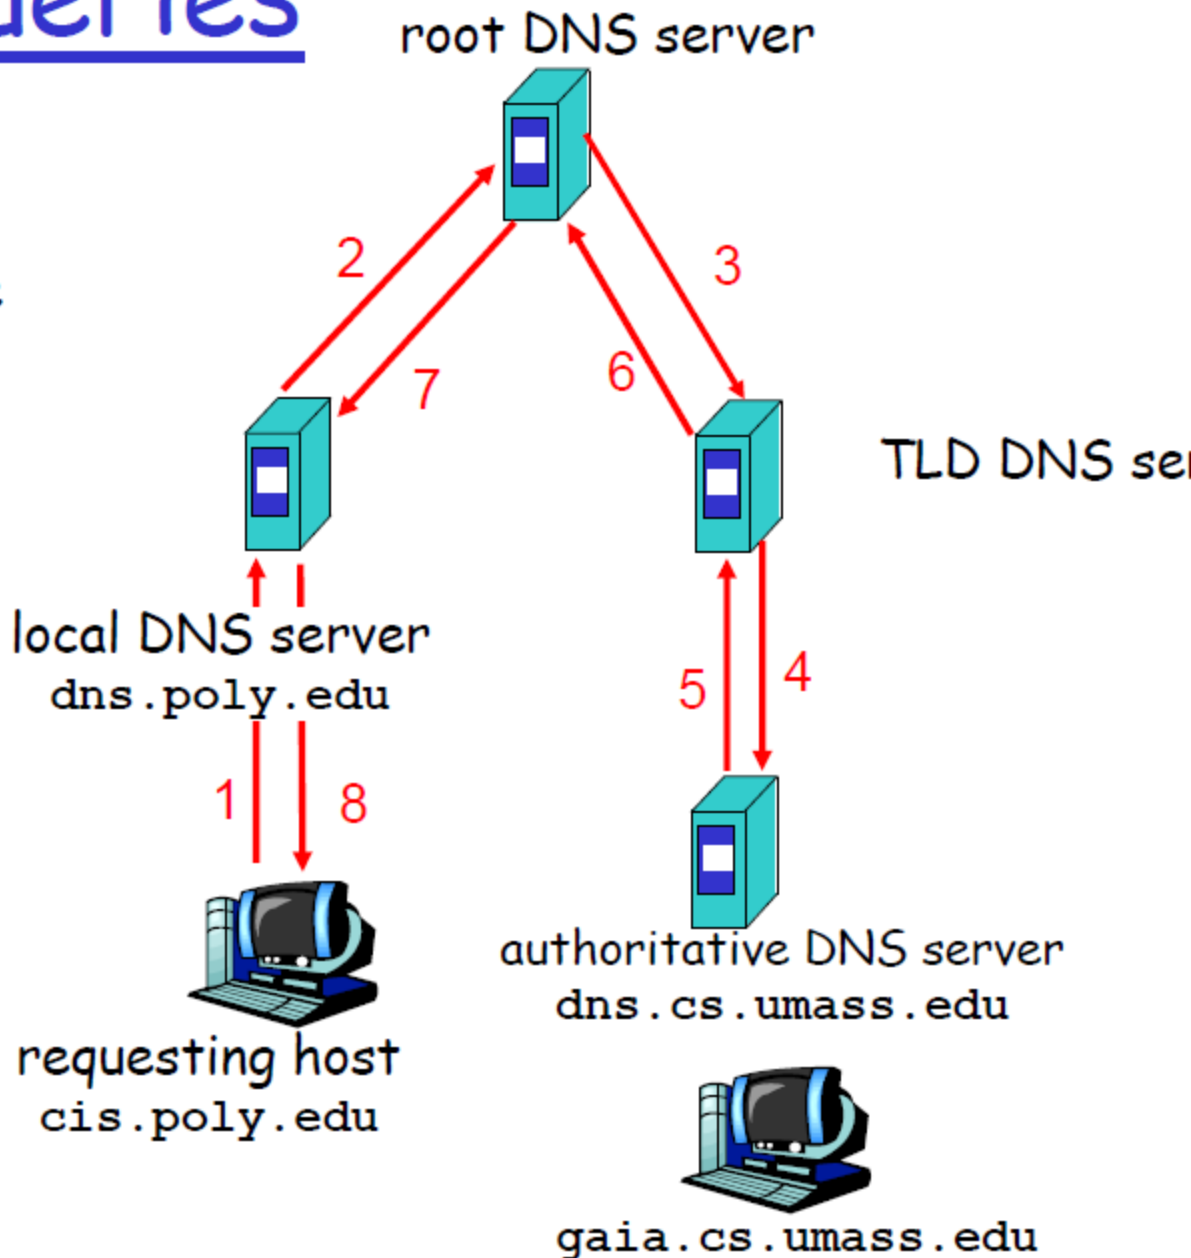 root DNS server
2
3
7
6
TLD DNS
local DNS server
dns.poly.edu
5
4
1
8
authoritative DNS server
dns.cs.umass.edu
requesting host
cis.poly.edu
gaia.cs.umass.edu